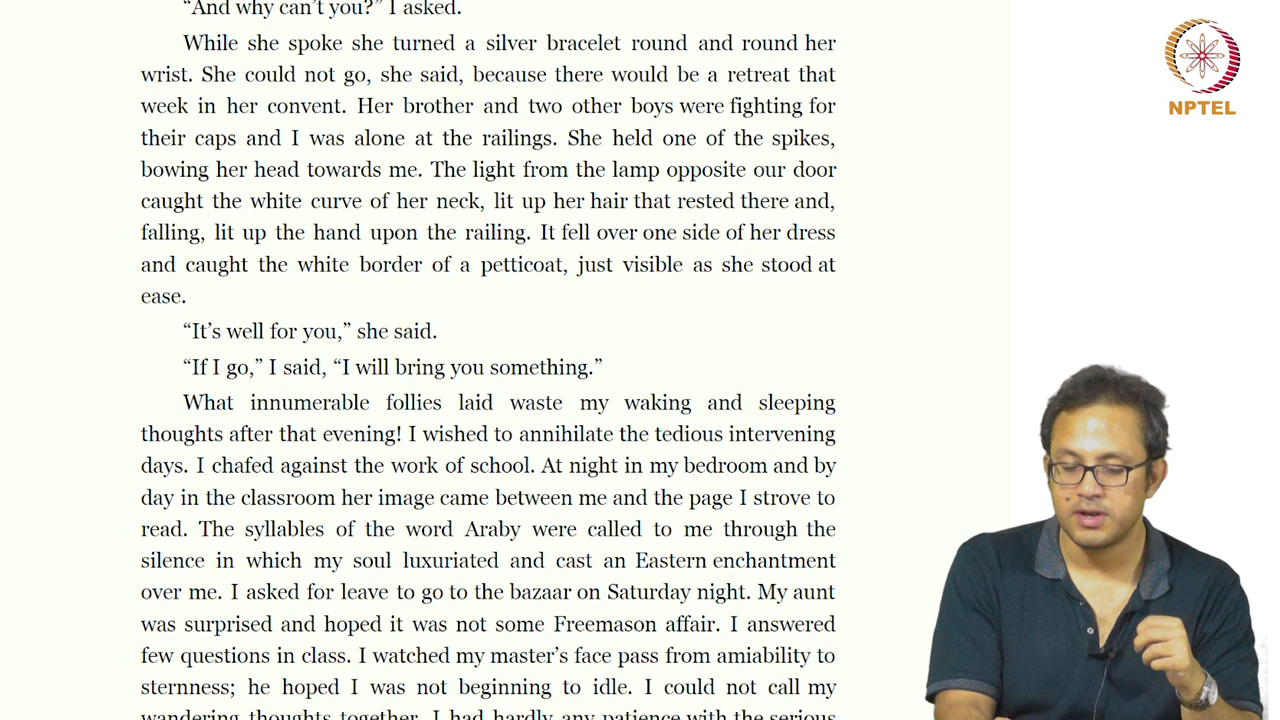 “And why can’t you?” I asked.
While she spoke she turned a silver bracelet round and round her
wrist. She could not go, she said, because there would be a retreat that
week in her convent. Her brother and two other boys were fighting for
their caps and I was alone at the railings. She held one of the spikes,
bowing her head towards me. The light from the lamp opposite our door
caught the white curve of her neck, lit up her hair that rested there and,
falling, lit up the hand upon the railing. It fell over one side of her dress
and caught the white border of a petticoat, just visible as she stood at
ease.
“It’s well for you,” she said.
“If I go,” I said, “I will bring you something.”
What innumerable follies laid waste my waking and sleeping
thoughts after that evening! I wished to annihilate the tedious intervening
days. I chafed against the work of school. At night in my bedroom and by
day in the classroom her image came between me and the page I strove to
read. The syllables of the word Araby were called to me through the
silence in which my soul luxuriated and cast an Eastern enchantment
over me. I asked for leave to go to the bazaar on Saturday night. My aunt
was surprised and hoped it was not some Freemason affair. I answered
few questions in class. I watched my master’s face pass from amiability to
sternness; he hoped I was not beginning to idle. I could not call my
wandering thoughts together. I had hardly any patience with the serious
NPTEL